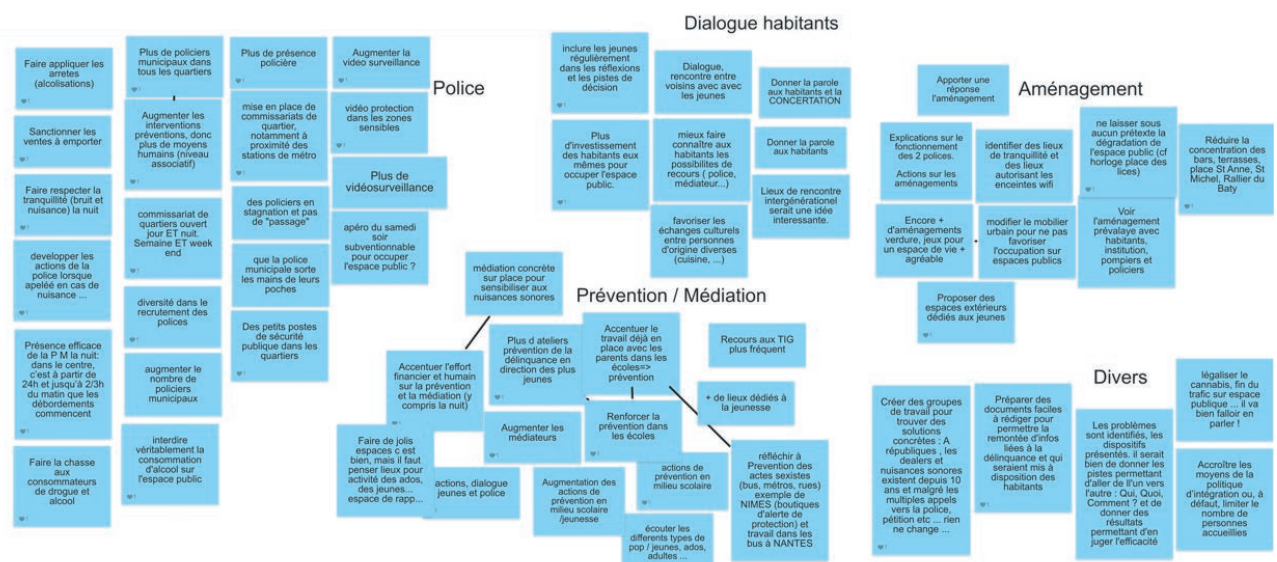 Police
Faire appliquer les
arretes
(alcolisations)
Sanctionner les
ventes à emporter
Faire respecter la
tranquillité (bruit et
nuisance) la nuit
developper les
actions de la
police lorsque
apeléé en cas de
nuisance ...
Présence efficace
de la P M la nuit:
dans le centre,
c'est à partir de
24h et jusqu'à 2/3h
du matin que les
débordements
commencent
Faire la chasse aux
consommateurs
de drogue et
alcool
Plus de policiers
municipaux dans
tous les quartiers
Augmenter les
interventions
préventions, donc
plus de moyens
humains (niveau
associatif)
commissariat de
quartiers ouvert
jour ET nuit.
Semaine ET week
end
diversité dans le
recrutement des
polices
augmenter le
nombre de
policiers
municipaux
interdire
véritablement la
consommation
d'alcool sur
l'espace public
Plus de présence
policière
mise en place de
commissariats de
quartier,
notamment à
proximité des
stations de métro
des policiers en
stagnation et pas
de "passage"
que la police
municipale sorte
les mains de leurs
poches
Des petits postes
de sécurité
publique dans les
quartiers
Augmenter la
video surveillance
vidéo protection
dans les zones
sensibles
Plus de
vidéosurveillance
apéro du samedi
soir
subventionnable
pour occuper
l'espace public ?
Dialogue habitants
inclure les jeunes
régulièrement
dans les réflexions
et les pistes de
décision
Dialogue,
rencontre entre
voisins avec avec
les jeunes
Donner la parole
aux habitants et la
CONCERTATION
Plus
d'investissement
des habitants eux
mêmes pour
occuper l'espace
public.
mieux faire
connaître aux
habitants les
possibilites de
recours ( police,
médiateur...)
Donner la parole
aux habitants
favoriser les
échanges culturels
entre personnes
d'origine diverses
(cuisine, ...)
Lieux de rencontre
intergénérationel
serait une idée
interessante.
Prévention / Médiation
médiation concrète
sur place pour
sensibiliser aux
nuisances sonores
Accentuer l'effort
financier et humain
sur la prévention
et la médiation (y
compris la nuit)
Plus d ateliers
prévention de la
délinquance en
direction des plus
jeunes
Accentuer le
travail déjà en
place avec les
parents dans les
écoles=>
prévention
Recours aux TIG
plus fréquent
+ de lieux dédiés à
la jeunesse
Augmenter les
médiateurs
Renforcer la
prévention dans
les écoles
Faire de jolis
espaces c est
bien, mais il faut
penser lieux pour
activité des ados,
des jeunes...
espace de rapp...
actions, dialogue
jeunes et police
Augmentation des
actions de
prévention en
milieu scolaire
/jeunesse
actions de
prévention en
milieu scolaire
écouter les
differents types de
pop / jeunes, ados,
adultes ...
réfléchir à
Prevention des
actes sexistes
(bus, métros, rues)
exemple de
NIMES (boutiques
d'alerte de
protection) et
travail dans les
bus à NANTES
Aménagement
Apporter une
réponse
l'aménagement
Explications sur le
fonctionnement
des 2 polices.
Actions sur les
aménagements
identifier des lieux
de tranquillité et
des lieux
autorisant les
enceintes wifi
ne laisser sous
aucun prétexte la
dégradation de
l'espace public (cf
horloge place des
lices)
Réduire la
concentration des
bars, terrasses,
place St Anne, St
Michel, Rallier du
Baty
Encore +
d'aménagements
verdure, jeux pour
un espace de vie +
agréable
modifier le mobilier
urbain pour ne pas
favoriser
l'occupation sur
espaces publics
Voir
l'aménagement
prévalaye avec
habitants,
institution,
pompiers et
policiers
Proposer des
espaces extérieurs
dédiés aux jeunes
Divers
Créer des groupes
de travail pour
trouver des
solutions
concrètes : A
républiques , les
dealers et
nuisances sonores
existent depuis 10
ans et malgré les
multiples appels
vers la police,
pétition etc ... rien
ne change ...
Préparer des
documents faciles
à rédiger pour
permettre la
remontée d'infos
liées à la
délinquance et qui
seraient mis à
disposition des
habitants
Les problèmes
sont identifiés, les
dispositifs
présentés. il serait
bien de donner les
pistes permettant
d'aller de ll'un vers
l'autre : Qui, Quoi,
Comment ? et de
donner des
résultats
permettant d'en
juger l'efficacité
légaliser le
cannabis, fin du
trafic sur espace
publique ... il va
bien falloir en
parler !
Accroître les
moyens de la
politique
d'intégration ou, à
défaut, limiter le
nombre de
personnes
accueillies